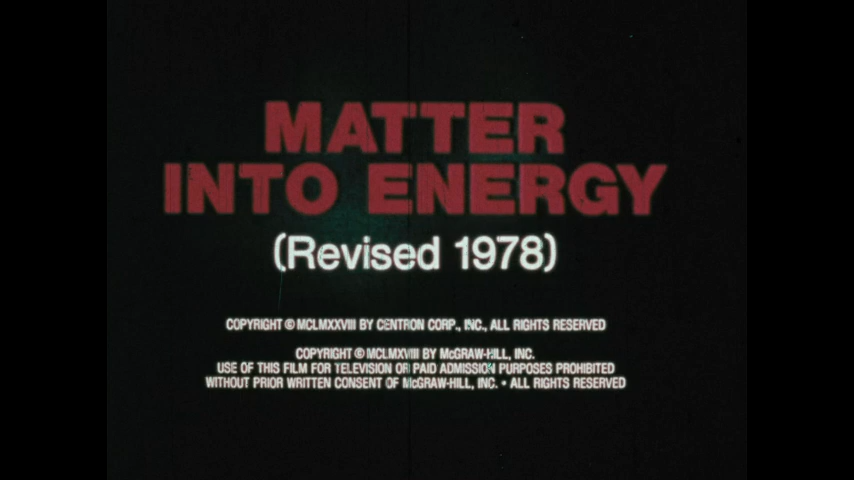 MATTER
INTO ENERGY
(Revised 1978)
COPYRIGHT © MCLMXXVIII BY CENTRON CORP., INC., ALL RIGHTS RESERVED
COPYRIGHT © MCLMXVIII BY McGRAW-HILL, INC.
USE OF THIS FILM FOR TELEVISION OR PAID ADMISSION PURPOSES PROHIBITED
WITHOUT PRIOR WRITTEN CONSENT OF McGRAW-HILL, INC. • ALL RIGHTS RESERVED